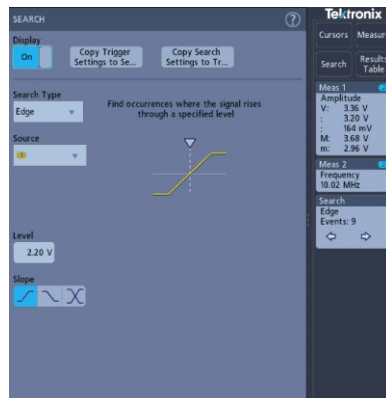 SEARCH
?
Tektronix
Display
On
Copy Trigger
Settings to Se...
Copy Search
Settings to Tr...
Search Type
Edge
Find occurrences where the signal rises
through a specified level
Source
Level
2.20 V
Slope
Cursors Measure
Search Results
Table
Meas 1
Amplitude
V: 3.36 V
: 3.20 V
: 164 mV
M: 3.68 V
m: 2.96 V
Meas 2
Frequency
10.02 MHz
Search
Edge
Events: 9